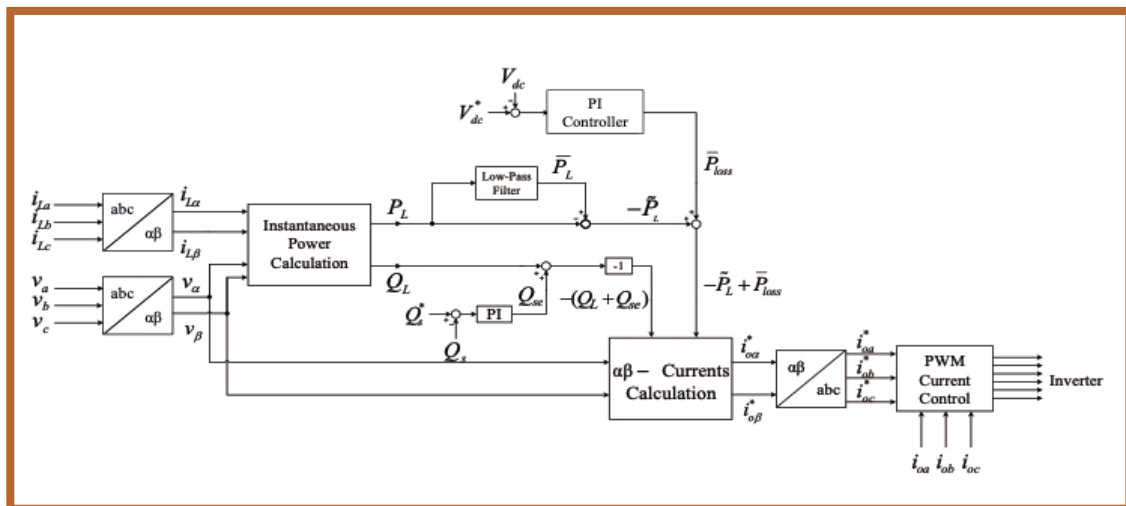 V_dc
V*_dc
PI
Controller
P̅_loss
P̅_L
Low-Pass
Filter
i_La
i_Lb
i_Lc
abc
αβ
i_Lα
i_Lβ
Instantaneous
Power
Calculation
P_L
-P̃_L
Q_L
-1
v_a
v_b
v_c
abc
αβ
v_α
v_β
Q*_s
PI
Q_se
-(Q_L + Q_se)
-P̃_L + P̅_loss
Q_s
αβ – Currents
Calculation
i*_oα
i*_oβ
αβ
abc
i*_oa
i*_ob
i*_oc
PWM
Current
Control
Inverter
i_oa i_ob i_oc